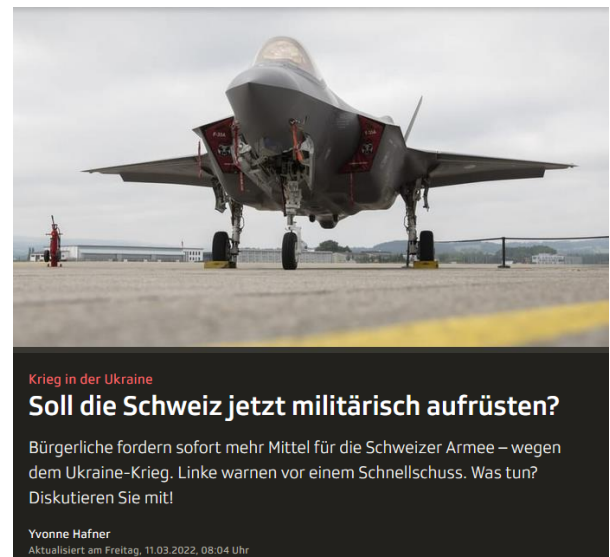 F-35A
F-35A
Krieg in der Ukraine
Soll die Schweiz jetzt militärisch aufrüsten?
Bürgerliche fordern sofort mehr Mittel für die Schweizer Armee – wegen
dem Ukraine-Krieg. Linke warnen vor einem Schnellschuss. Was tun?
Diskutieren Sie mit!
Yvonne Hafner
Aktualisiert am Freitag, 11.03.2022, 08:04 Uhr